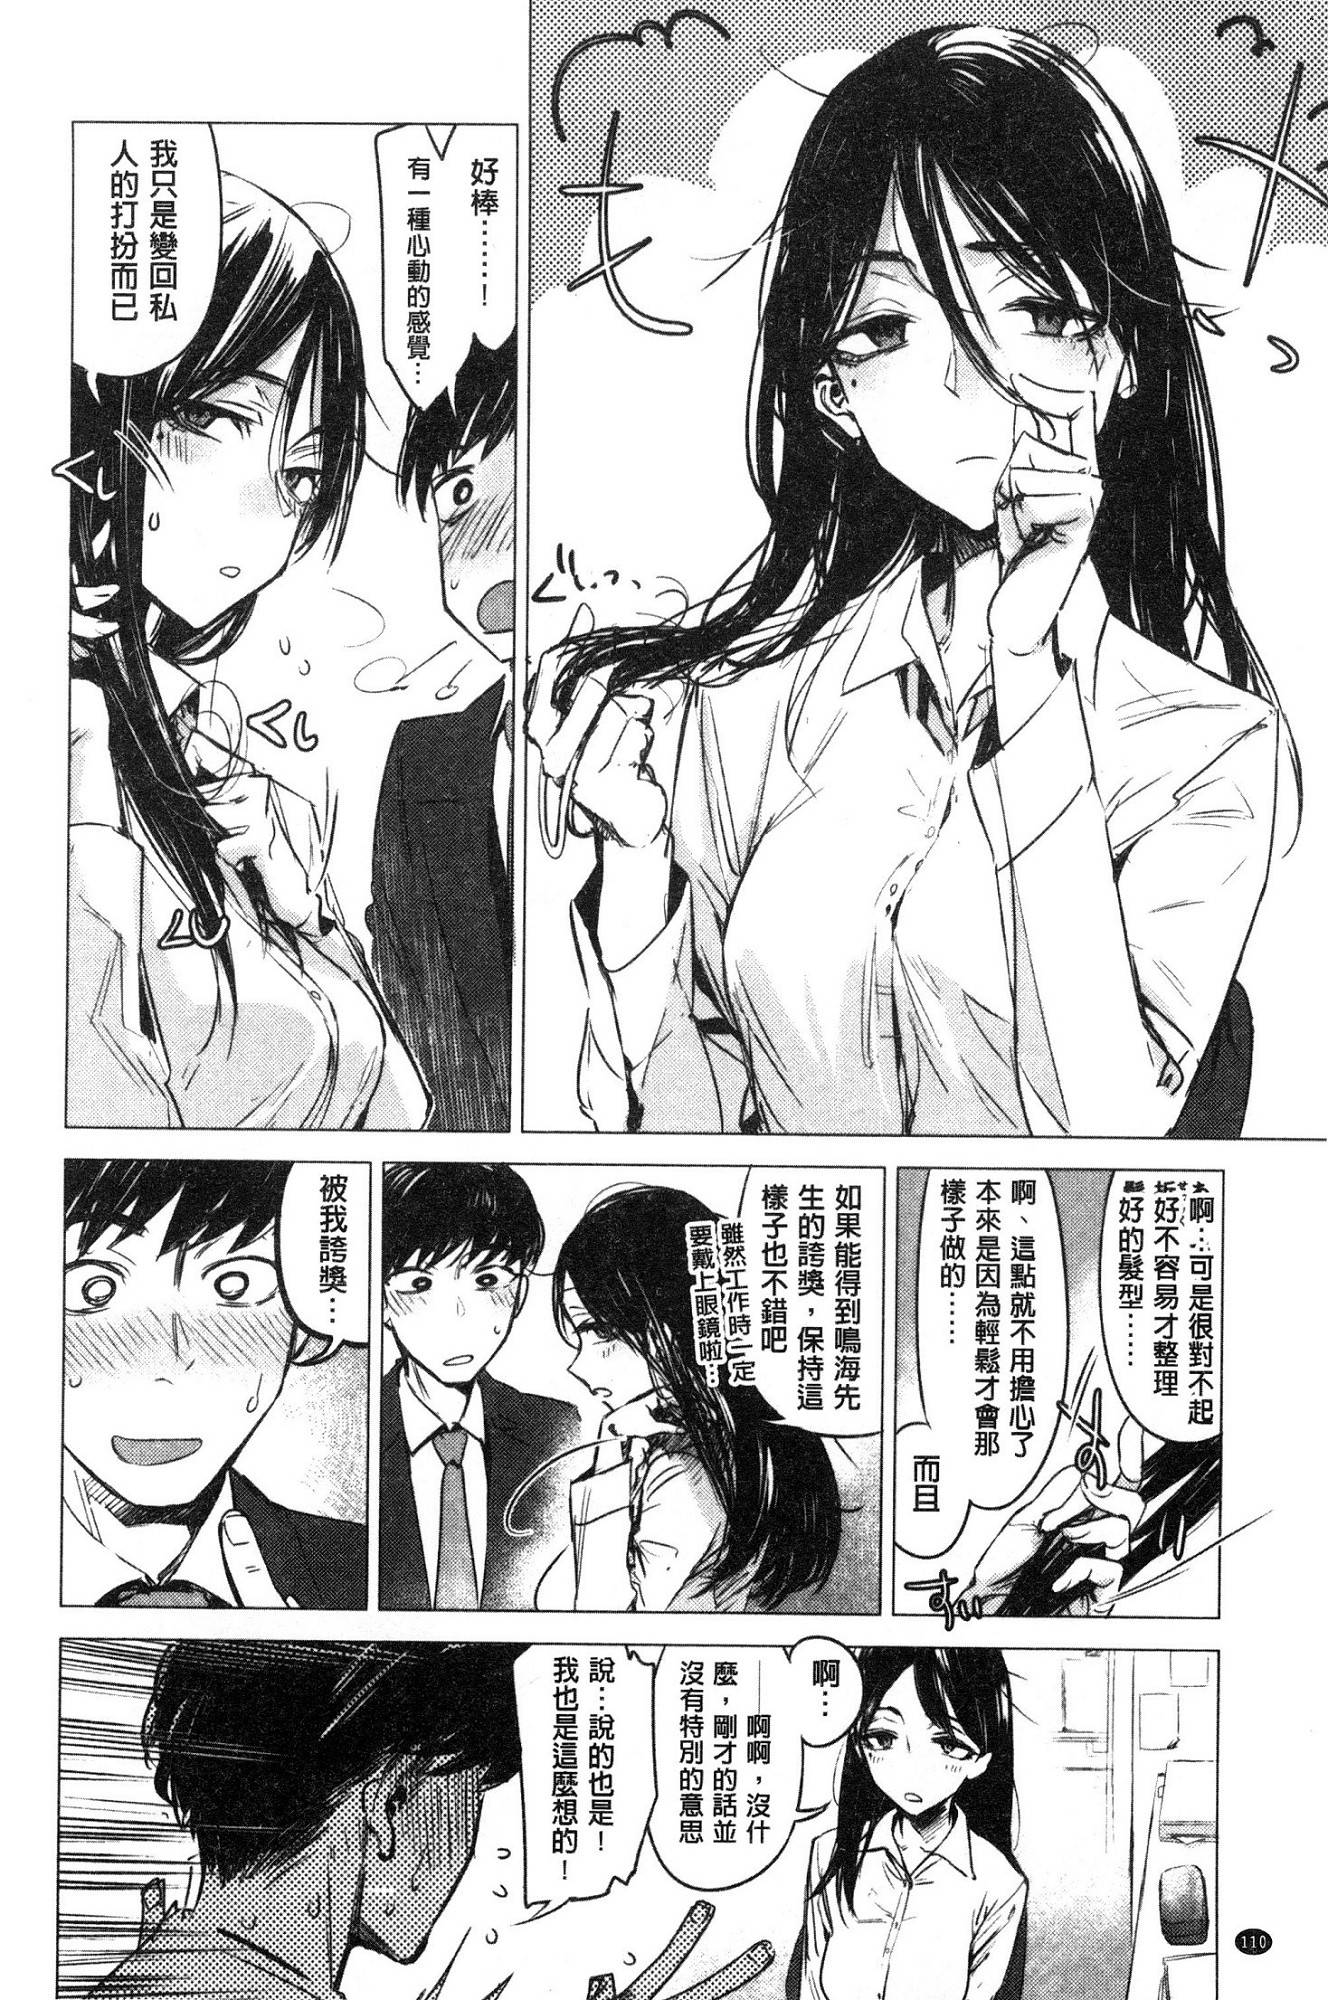 好棒………！
有一種心動的感覺…
我只是變回私
人的打扮而已
啊…可是很對不起
好不容易才整理
好的髮型……
啊、這點就不用擔心了
本來是因為輕鬆才會那
樣子做的……
而且
如果能得到鳴海先
生的誇獎，保持這
樣子也不錯吧
雖然工作時一定
要戴上眼鏡啦…
被我誇獎…
啊…
——啊啊，沒什
麼，剛才的話並
沒有特別的意思
說…說的也是！
我也是這麼想的！
110